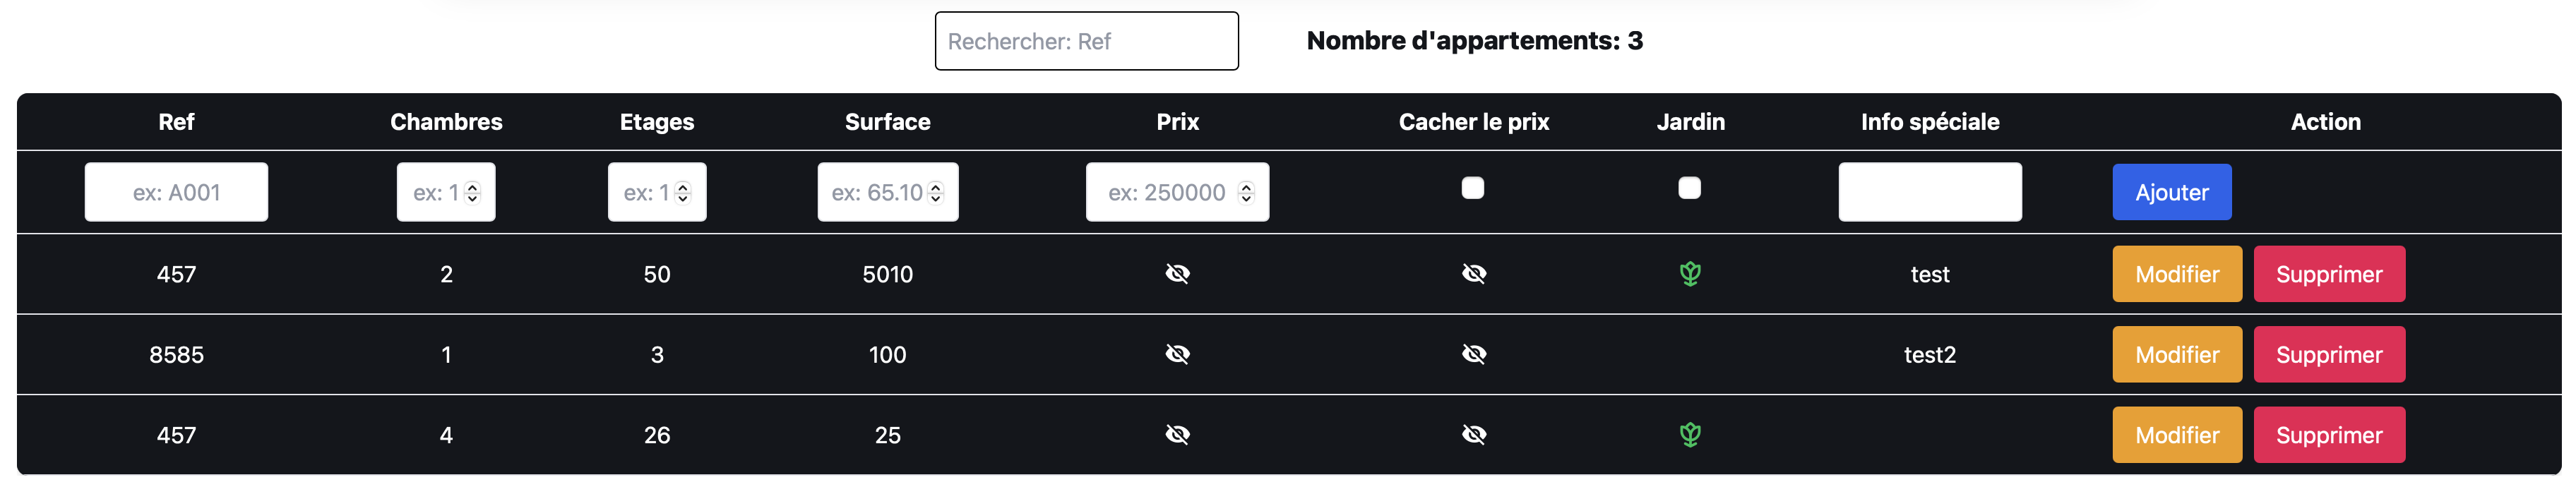 Rechercher: Ref Nombre d'appartements: 3
Ref Chambres Etages Surface Prix Cacher le prix Jardin Info spéciale Action
ex: A001 ex: 1 ex: 1 ex: 65.10 ex: 250000 Ajouter
457 2 50 5010 test Modifier Supprimer
8585 1 3 100 test2 Modifier Supprimer
457 4 26 25 Modifier Supprimer